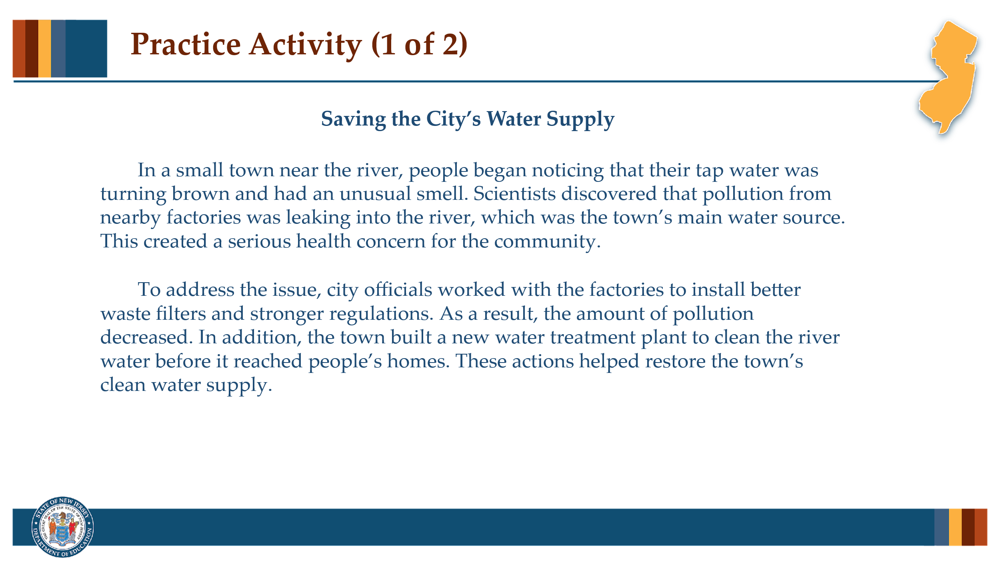 Practice Activity (1 of 2)
Saving the City’s Water Supply
In a small town near the river, people began noticing that their tap water was
turning brown and had an unusual smell. Scientists discovered that pollution from
nearby factories was leaking into the river, which was the town’s main water source.
This created a serious health concern for the community.
To address the issue, city officials worked with the factories to install better
waste filters and stronger regulations. As a result, the amount of pollution
decreased. In addition, the town built a new water treatment plant to clean the river
water before it reached people’s homes. These actions helped restore the town’s
clean water supply.
STATE OF NEW JERSEY
DEPARTMENT OF EDUCATION
THE GREAT SEAL OF THE STATE OF NEW JERSEY